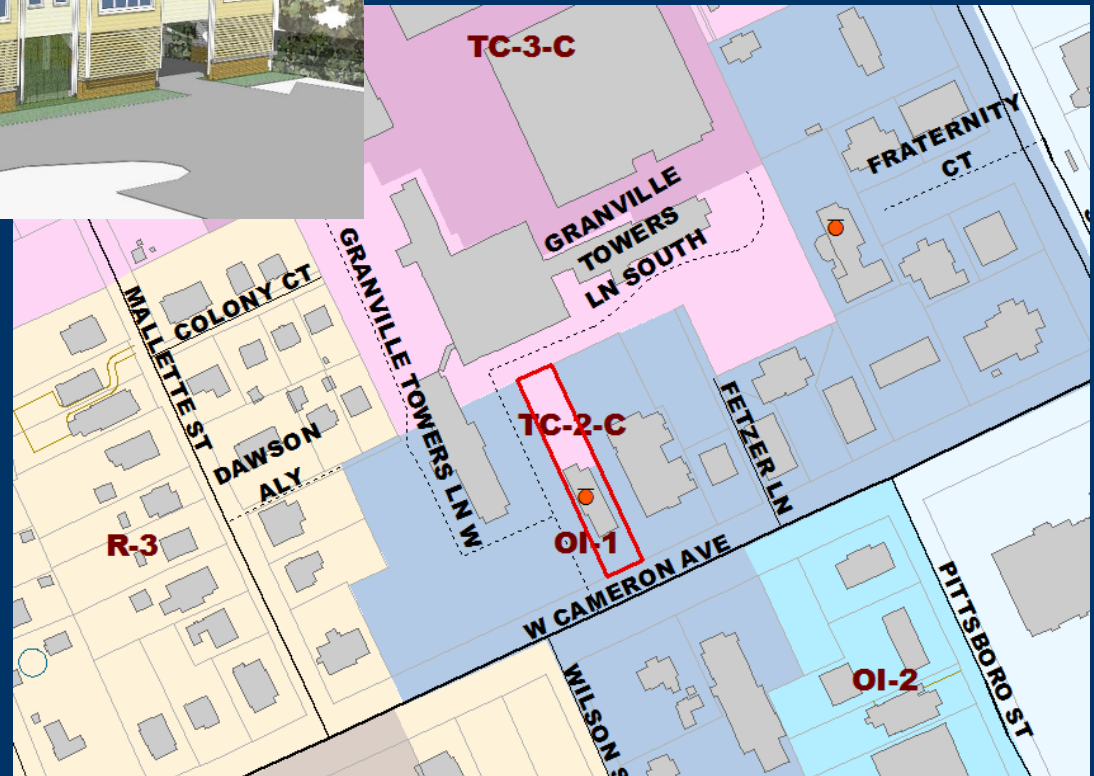 TC-3-C
FRATERNITY
CT
GRANVILLE
TOWERS
LN SOUTH
COLONY CT
MALLETTE ST
GRANVILLE TOWERS LN W
TC-2-C
FETZER LN
DAWSON
ALY
R-3
OI-1
W CAMERON AVE
PITTSBORO ST
WILSON S
OI-2